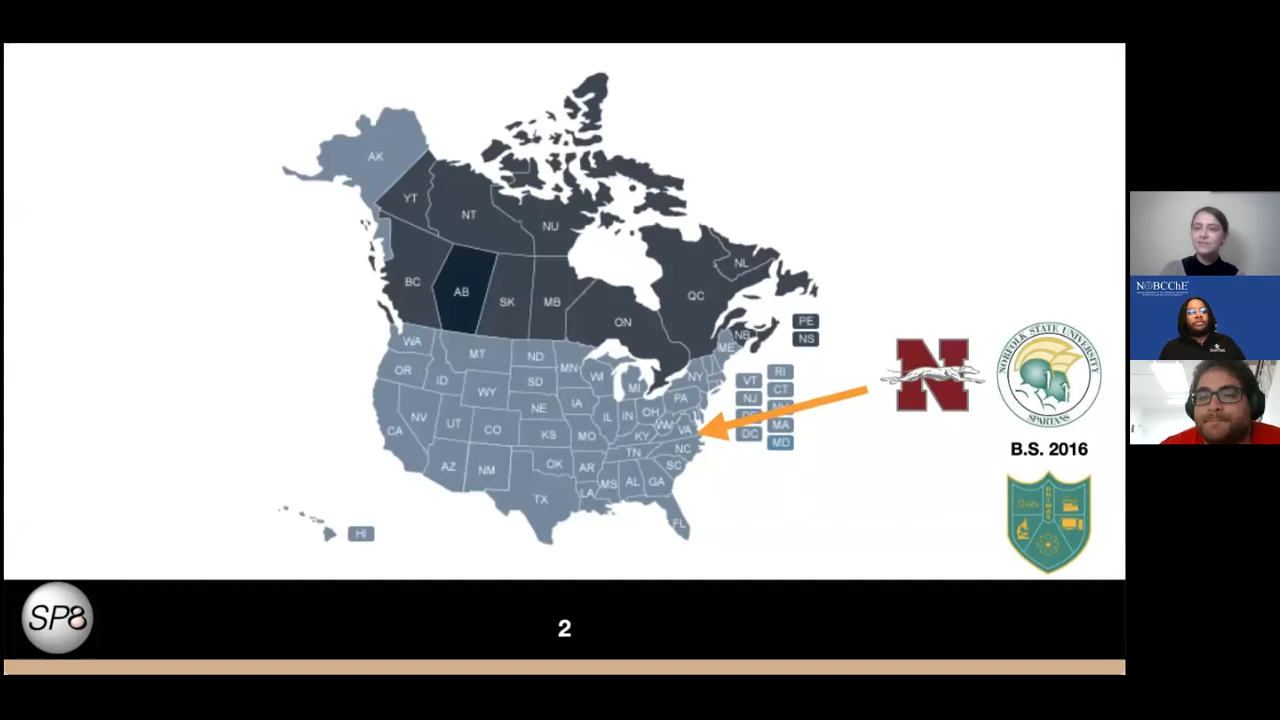 AK
YT
NT
NU
BC
AB
SK
MB
ON
QC
NL
NB
PE
NS
WA
OR
CA
NV
ID
MT
WY
UT
CO
AZ
NM
ND
SD
NE
KS
OK
TX
MN
IA
MO
AR
LA
WI
IL
MI
IN
OH
KY
TN
MS
AL
GA
FL
SC
NC
VA
WV
PA
NY
ME
VT
NJ
DC
RI
CT
MA
MD
HI
N
NORFOLK STATE UNIVERSITY
SPARTANS
B.S. 2016
DNIMAS
SP8
2
NOBCChE